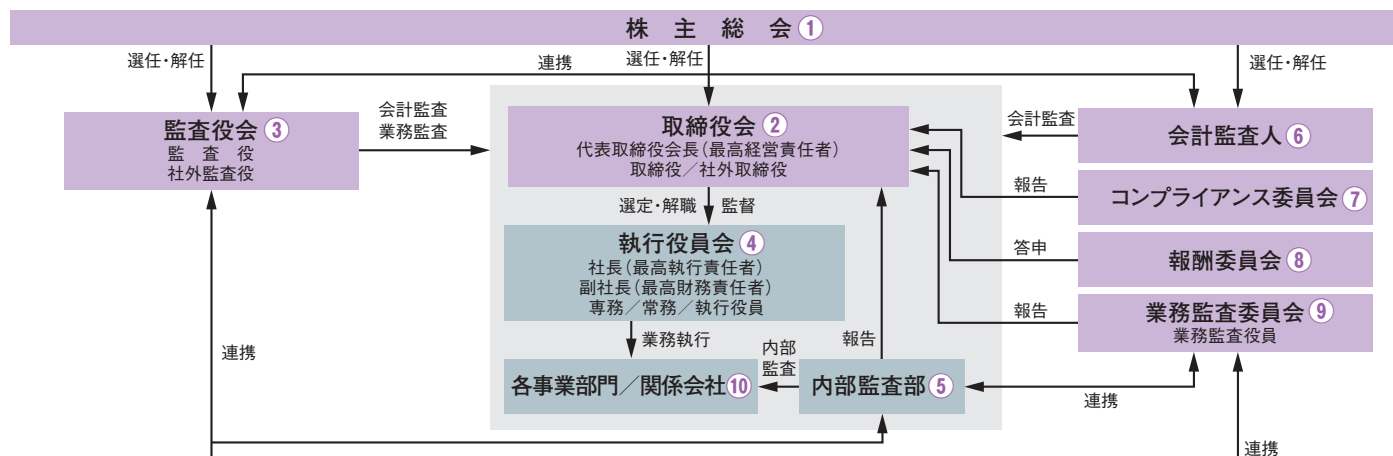 株主総会①
選任・解任
連携
選任・解任
選任・解任
監査役会③
監査役
社外監査役
会計監査
業務監査
取締役会②
代表取締役会長(最高経営責任者)
取締役/社外取締役
会計監査
会計監査人⑥
報告
コンプライアンス委員会⑦
選定・解職
監督
執行役員会④
社長(最高執行責任者)
副社長(最高財務責任者)
専務/常務/執行役員
答申
報酬委員会⑧
報告
業務監査委員会⑨
業務監査役員
連携
業務執行
内部
監査
報告
各事業部門/関係会社⑩
内部監査部⑤
連携
連携